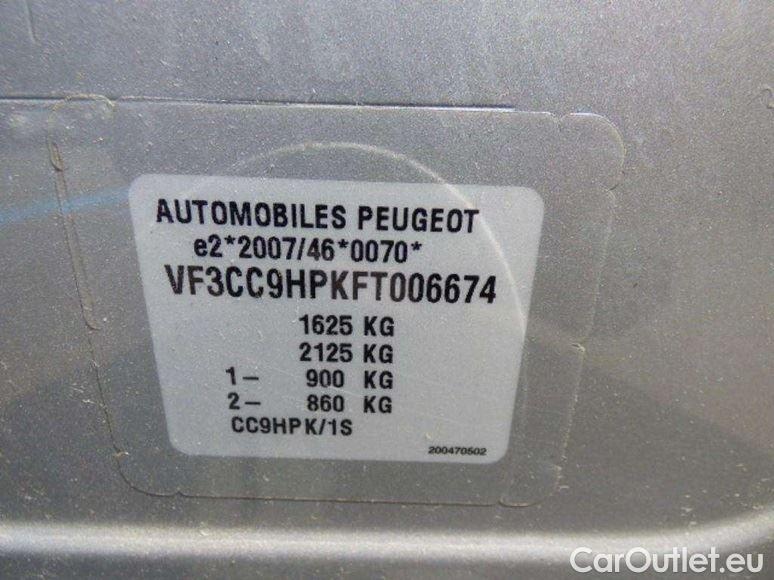 AUTOMOBILES PEUGEOT
e2*2007/46*0070*
VF3CC9HPKFT006674
1625 KG
2125 KG
1- 900 KG
2- 860 KG
CC9HPK/1S
200470502
CarOutlet.eu